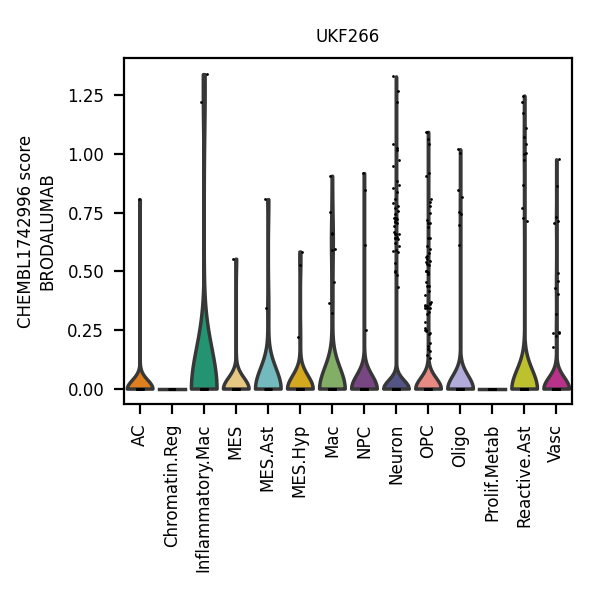 UKF266
CHEMBL1742996 score
BRODALUMAB
1.25
1.00
0.75
0.50
0.25
0.00
AC
Chromatin.Reg
Inflammatory.Mac
MES
MES.Ast
MES.Hyp
Mac
NPC
Neuron
OPC
Oligo
Prolif.Metab
Reactive.Ast
Vasc